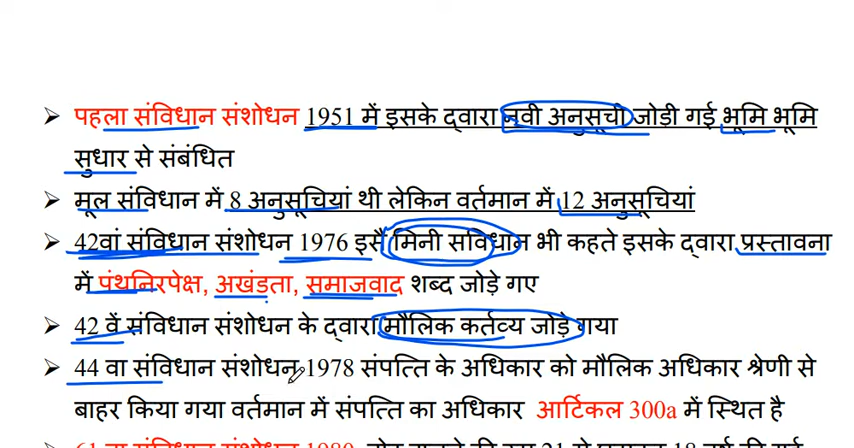 ➢ पहला संविधान संशोधन 1951 में इसके द्वारा नवी अनुसूची जोड़ी गई भूमि भूमि
सुधार से संबंधित
➢ मूल संविधान में 8 अनुसूचियां थी लेकिन वर्तमान में 12 अनुसूचियां
➢ 42वां संविधान संशोधन 1976 इसे मिनी सविधान भी कहते इसके द्वारा प्रस्तावना
में पंथनिरपेक्ष, अखंडता, समाजवाद शब्द जोड़े गए
➢ 42 वें संविधान संशोधन के द्वारा मौलिक कर्तव्य जोड़े गया
➢ 44 वा संविधान संशोधन 1978 संपत्ति के अधिकार को मौलिक अधिकार श्रेणी से
बाहर किया गया वर्तमान में संपत्ति का अधिकार आर्टिकल 300a में स्थित है